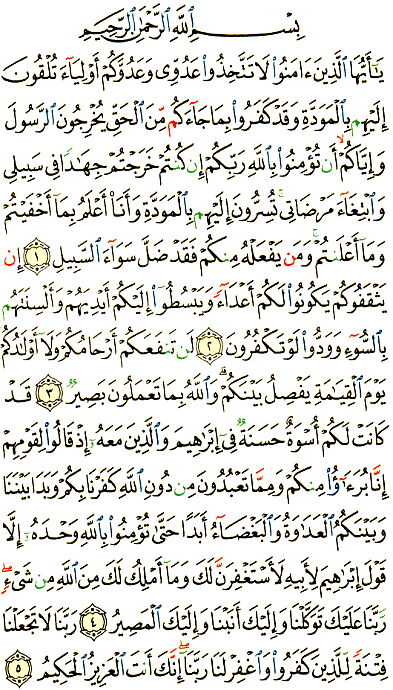 بِسْمِ ٱللَّهِ ٱلرَّحْمَٰنِ ٱلرَّحِيمِ
يَٰٓأَيُّهَا ٱلَّذِينَ ءَامَنُوا۟ لَا تَتَّخِذُوا۟ عَدُوِّى وَعَدُوَّكُمْ أَوْلِيَآءَ تُلْقُونَ
إِلَيْهِم بِٱلْمَوَدَّةِ وَقَدْ كَفَرُوا۟ بِمَا جَآءَكُم مِّنَ ٱلْحَقِّ يُخْرِجُونَ ٱلرَّسُولَ
وَإِيَّاكُمْ أَن تُؤْمِنُوا۟ بِٱللَّهِ رَبِّكُمْ إِن كُنتُمْ خَرَجْتُمْ جِهَٰدًا فِى سَبِيلِى
وَٱبْتِغَآءَ مَرْضَاتِى تُسِرُّونَ إِلَيْهِم بِٱلْمَوَدَّةِ وَأَنَا۠ أَعْلَمُ بِمَآ أَخْفَيْتُمْ
وَمَآ أَعْلَنتُمْ وَمَن يَفْعَلْهُ مِنكُمْ فَقَدْ ضَلَّ سَوَآءَ ٱلسَّبِيلِ ١ إِن
يَثْقَفُوكُمْ يَكُونُوا۟ لَكُمْ أَعْدَآءً وَيَبْسُطُوٓا۟ إِلَيْكُمْ أَيْدِيَهُمْ وَأَلْسِنَتَهُم
بِٱلسُّوٓءِ وَوَدُّوا۟ لَوْ تَكْفُرُونَ ٢ لَن تَنفَعَكُمْ أَرْحَامُكُمْ وَلَآ أَوْلَٰدُكُمْ
يَوْمَ ٱلْقِيَٰمَةِ يَفْصِلُ بَيْنَكُمْ ۚ وَٱللَّهُ بِمَا تَعْمَلُونَ بَصِيرٌ ٣ قَدْ
كَانَتْ لَكُمْ أُسْوَةٌ حَسَنَةٌ فِىٓ إِبْرَٰهِيمَ وَٱلَّذِينَ مَعَهُۥٓ إِذْ قَالُوا۟ لِقَوْمِهِمْ
إِنَّا بُرَءَٰٓؤُا۟ مِنكُمْ وَمِمَّا تَعْبُدُونَ مِن دُونِ ٱللَّهِ كَفَرْنَا بِكُمْ وَبَدَا بَيْنَنَا
وَبَيْنَكُمُ ٱلْعَدَٰوَةُ وَٱلْبَغْضَآءُ أَبَدًا حَتَّىٰ تُؤْمِنُوا۟ بِٱللَّهِ وَحْدَهُۥٓ إِلَّا
قَوْلَ إِبْرَٰهِيمَ لِأَبِيهِ لَأَسْتَغْفِرَنَّ لَكَ وَمَآ أَمْلِكُ لَكَ مِنَ ٱللَّهِ مِن شَىْءٍ ۖ
رَّبَّنَا عَلَيْكَ تَوَكَّلْنَا وَإِلَيْكَ أَنَبْنَا وَإِلَيْكَ ٱلْمَصِيرُ ٤ رَبَّنَا لَا تَجْعَلْنَا
فِتْنَةً لِّلَّذِينَ كَفَرُوا۟ وَٱغْفِرْ لَنَا رَبَّنَآ ۖ إِنَّكَ أَنتَ ٱلْعَزِيزُ ٱلْحَكِيمُ ٥